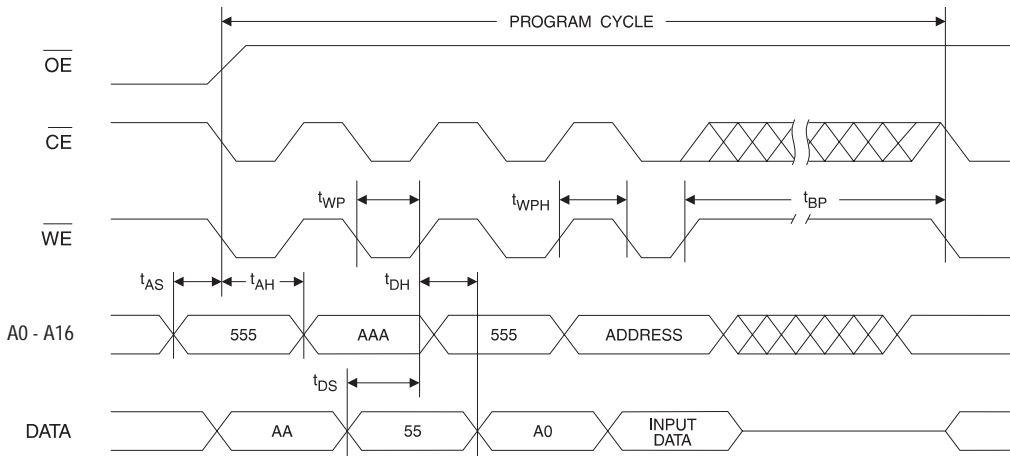 PROGRAM CYCLE
OE
CE
tWP
tWPH
tBP
WE
tAS
tAH
tDH
A0 - A16
555
AAA
555
ADDRESS
tDS
DATA
AA
55
A0
INPUT
DATA